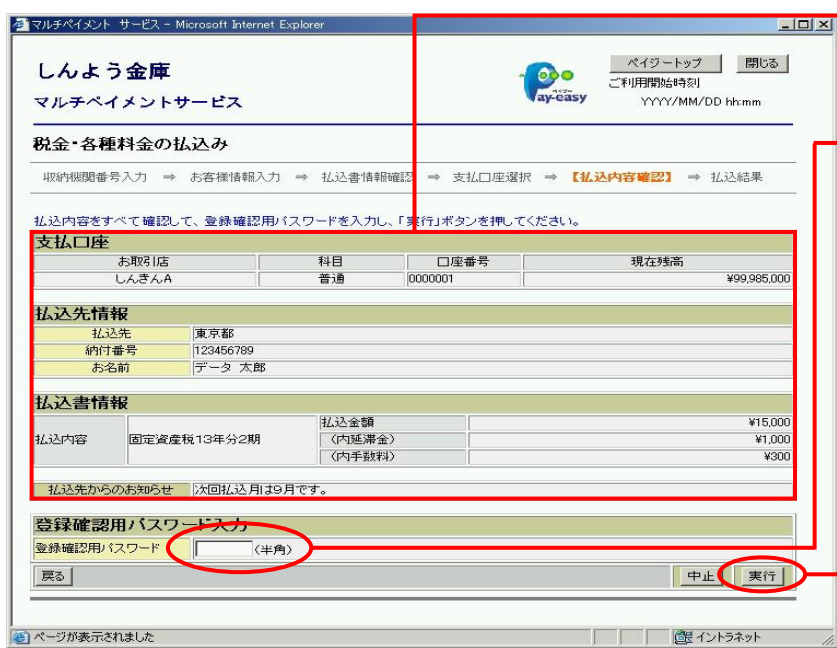 マルチペイメント サービス - Microsoft Internet Explorer
しんよう金庫
マルチペイメントサービス
ペイジー
Pay-easy
ペイジートップ 閉じる
ご利用開始時刻
YYYY/MM/DD hh:mm
税金・各種料金の払込み
収納機関番号入力 ⇒ お客様情報入力 ⇒ 払込書情報確認 ⇒ 支払口座選択 ⇒ 【払込内容確認】 ⇒ 払込結果
払込内容をすべて確認して、登録確認用パスワードを入力し、「実行」ボタンを押してください。
支払口座
お取引店 科目 口座番号 現在残高
しんきんA 普通 0000001 ¥99,985,000
払込先情報
払込先 東京都
納付番号 123456789
お名前 データ 太郎
払込書情報
払込内容 固定資産税13年分2期 払込金額 ¥15,000
(内延滞金) ¥1,000
(内手数料) ¥300
払込先からのお知らせ 次回払込月は9月です。
登録確認用パスワード入力
登録確認用パスワード (半角)
戻る 中止 実行
ページが表示されました イントラネット